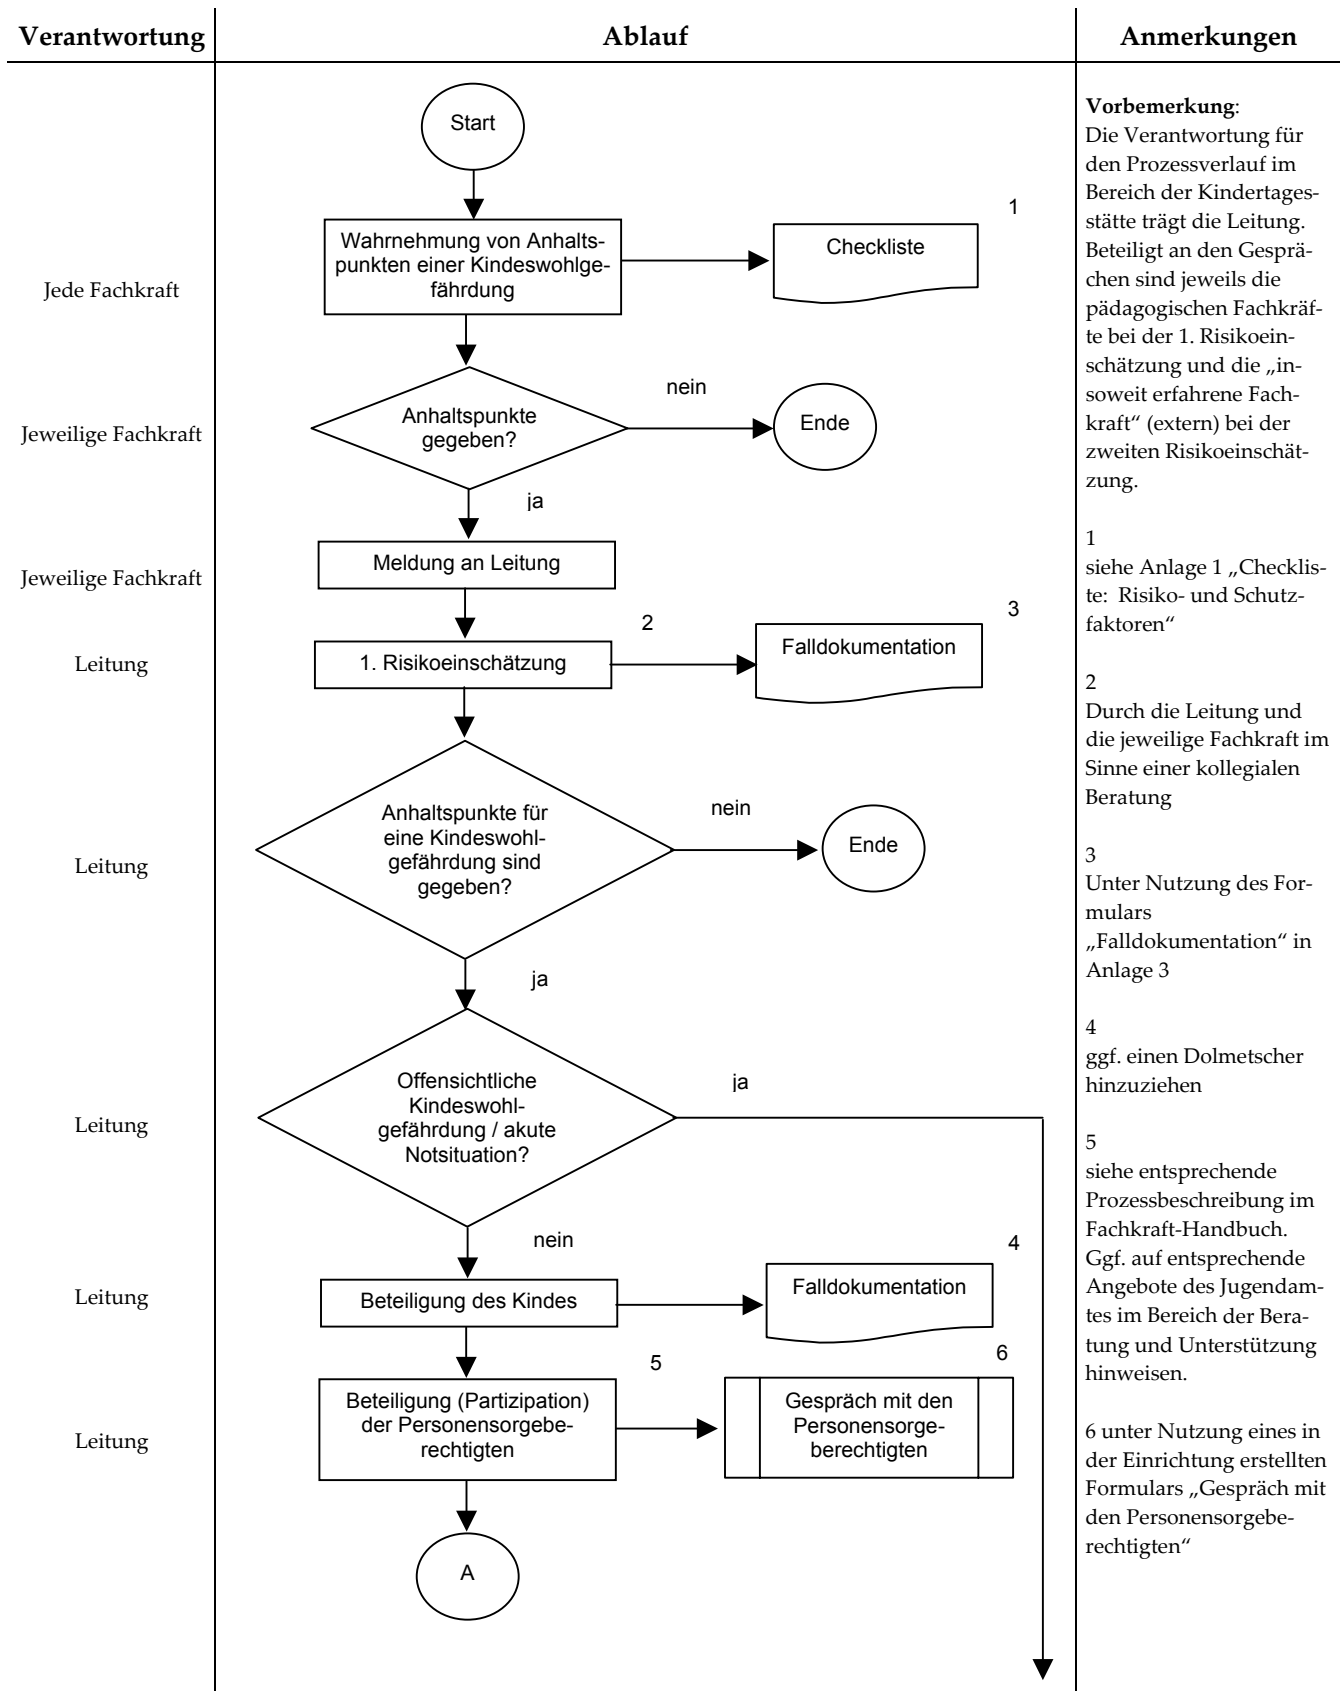 Verantwortung
Ablauf
Anmerkungen
Start
1
Wahrnehmung von Anhalts-
punkten einer Kindeswohlge-
fährdung
Checkliste
Jede Fachkraft
nein
Anhaltspunkte
gegeben?
Ende
Jeweilige Fachkraft
ja
Meldung an Leitung
Jeweilige Fachkraft
2
3
1. Risikoeinschätzung
Falldokumentation
Leitung
Anhaltspunkte für
eine Kindeswohl-
gefährdung sind
gegeben?
nein
Ende
Leitung
ja
Offensichtliche
Kindeswohl-
gefährdung / akute
Notsituation?
ja
Leitung
nein
4
Beteiligung des Kindes
Falldokumentation
Leitung
5
6
Beteiligung (Partizipation)
der Personensorgebe-
rechtigten
Gespräch mit den
Personensorge-
berechtigten
Leitung
A
Vorbemerkung:
Die Verantwortung für
den Prozessverlauf im
Bereich der Kindertages-
stätte trägt die Leitung.
Beteiligt an den Gesprä-
chen sind jeweils die
pädagogischen Fachkräf-
te bei der 1. Risikoein-
schätzung und die „in-
soweit erfahrene Fach-
kraft“ (extern) bei der
zweiten Risikoeinschät-
zung.
1
siehe Anlage 1 „Checklis-
te: Risiko- und Schutz-
faktoren“
2
Durch die Leitung und
die jeweilige Fachkraft im
Sinne einer kollegialen
Beratung
3
Unter Nutzung des For-
mulars
„Falldokumentation“ in
Anlage 3
4
ggf. einen Dolmetscher
hinzuziehen
5
siehe entsprechende
Prozessbeschreibung im
Fachkraft-Handbuch.
Ggf. auf entsprechende
Angebote des Jugendam-
tes im Bereich der Bera-
tung und Unterstützung
hinweisen.
6 unter Nutzung eines in
der Einrichtung erstellten
Formulars „Gespräch mit
den Personensorgebe-
rechtigten“